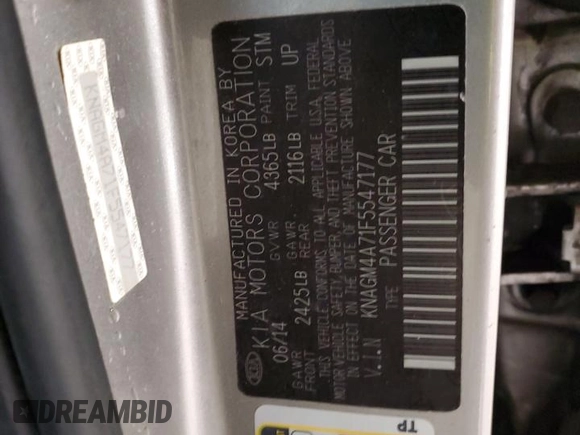 MANUFACTURED IN KOREA BY
KIA MOTORS CORPORATION
06/14 GVWR 4365LB PAINT STM
GAWR FRONT 2425LB GAWR REAR 2116LB TRIM UP
THIS VEHICLE CONFORMS TO ALL APPLICABLE U.S.A. FEDERAL
MOTOR VEHICLE SAFETY, BUMPER, AND THEFT PREVENTION STANDARDS
IN EFFECT ON THE DATE OF MANUFACTURE SHOWN ABOVE
V.I.N KNAGM4A71F5547177
TYPE PASSENGER CAR
KIA
TP
DREAMBID